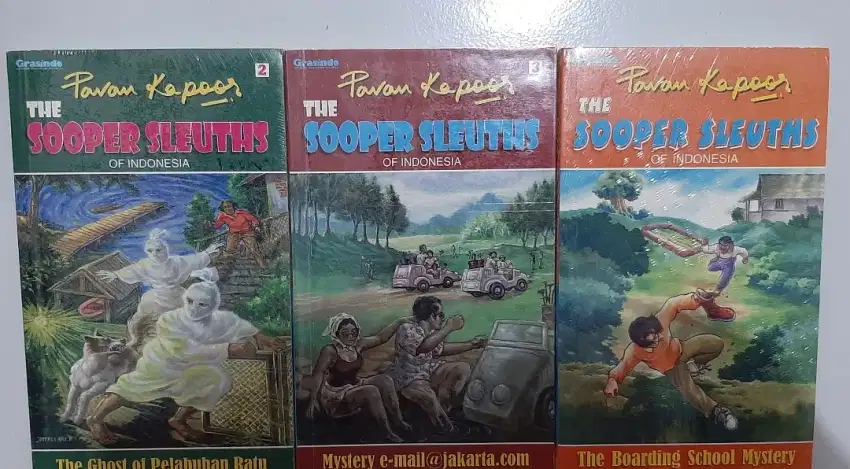 Grasindo
2
Pavan Kapoor
THE
SOOPER SLEUTHS
OF INDONESIA
The Ghost of Pelabuhan Ratu
Grasindo
3
Pavan Kapoor
THE
SOOPER SLEUTHS
OF INDONESIA
Mystery e-mail@jakarta.com
Grasindo
Pavan Kapoor
THE
SOOPER SLEUTHS
OF INDONESIA
The Boarding School Mystery